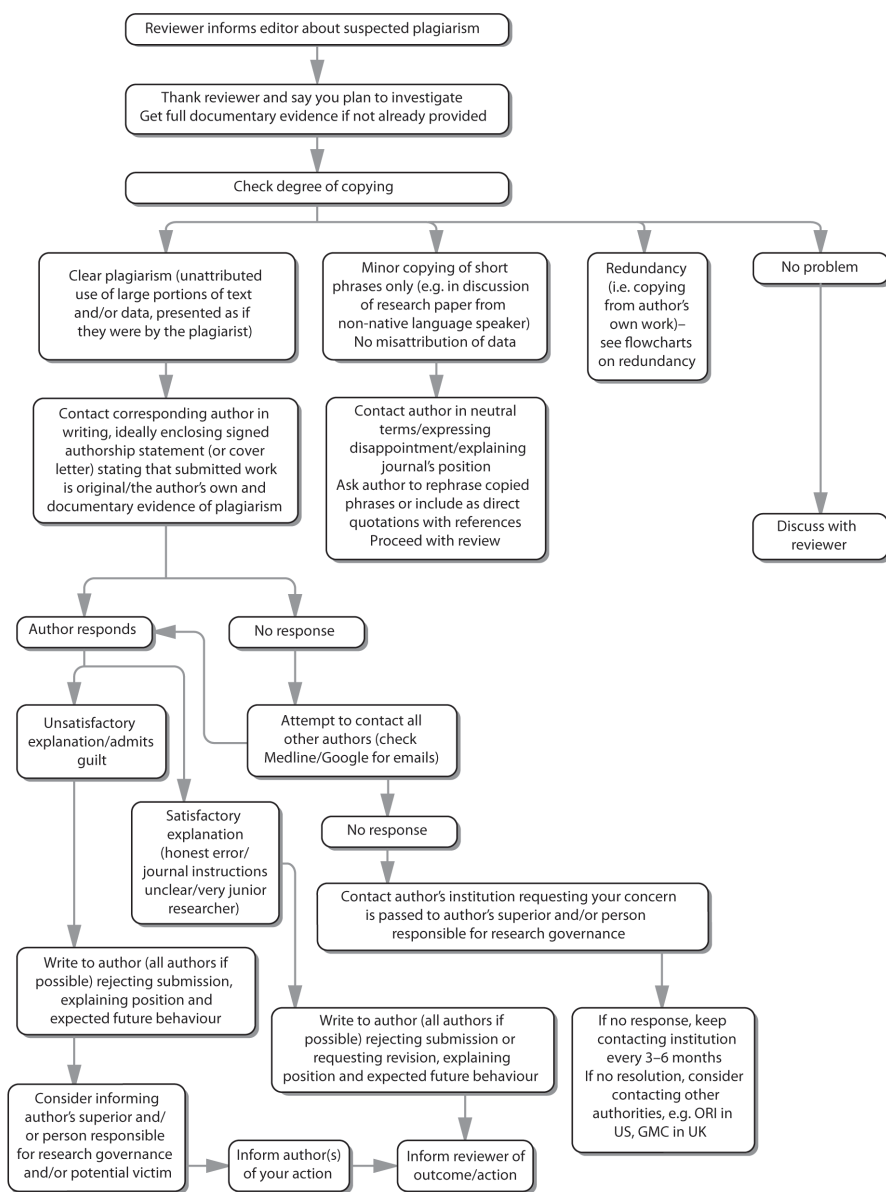 Reviewer informs editor about suspected plagiarism
Thank reviewer and say you plan to investigate
Get full documentary evidence if not already provided
Check degree of copying
Clear plagiarism (unattributed
use of large portions of text
and/or data, presented as if
they were by the plagiarist)
Minor copying of short
phrases only (e.g. in discussion
of research paper from
non-native language speaker)
No misattribution of data
Redundancy
(i.e. copying
from author’s
own work)–
see flowcharts
on redundancy
No problem
Contact corresponding author in
writing, ideally enclosing signed
authorship statement (or cover
letter) stating that submitted work
is original/the author’s own and
documentary evidence of plagiarism
Contact author in neutral
terms/expressing
disappointment/explaining
journal’s position
Ask author to rephrase copied
phrases or include as direct
quotations with references
Proceed with review
Discuss with
reviewer
Author responds
No response
Unsatisfactory
explanation/admits
guilt
Attempt to contact all
other authors (check
Medline/Google for emails)
Satisfactory
explanation
(honest error/
journal instructions
unclear/very junior
researcher)
No response
Contact author’s institution requesting your concern
is passed to author’s superior and/or person
responsible for research governance
Write to author (all authors if
possible) rejecting submission,
explaining position and
expected future behaviour
Write to author (all authors if
possible) rejecting submission or
requesting revision, explaining
position and expected future behaviour
If no response, keep
contacting institution
every 3–6 months
If no resolution, consider
contacting other
authorities, e.g. ORI in
US, GMC in UK
Consider informing
author’s superior and/
or person responsible
for research governance
and/or potential victim
Inform author(s)
of your action
Inform reviewer of
outcome/action